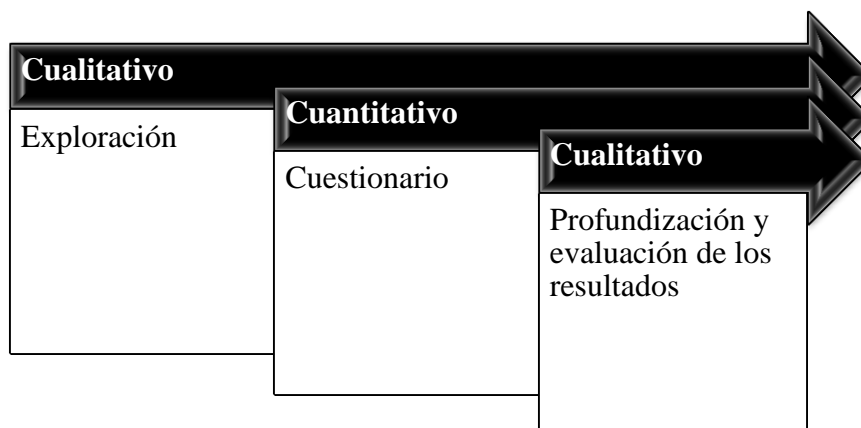 Cualitativo
Exploración
Cuantitativo
Cuestionario
Cualitativo
Profundización y
evaluación de los
resultados